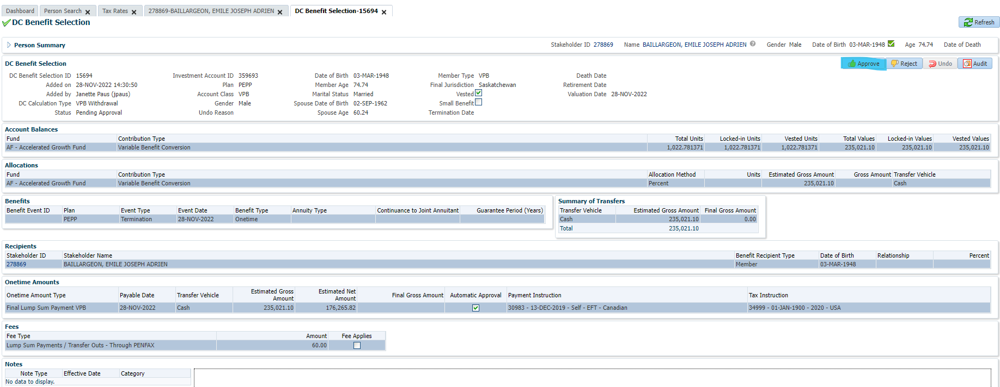 Dashboard Person Search Tax Rates 278869-BAILLARGEON, EMILE JOSEPH ADRIEN DC Benefit Selection-15694
DC Benefit Selection Refresh
Person Summary Stakeholder ID 278869 Name BAILLARGEON, EMILE JOSEPH ADRIEN Gender Male Date of Birth 03-MAR-1948 Age 74.74 Date of Death
DC Benefit Selection Approve Reject Undo Audit
DC Benefit Selection ID 15694 Investment Account ID 359693 Date of Birth 03-MAR-1948 Member Type VPB Death Date
Added on 28-NOV-2022 14:30:50 Plan PEPP Member Age 74.74 Final Jurisdiction Saskatchewan Retirement Date
Added by Janette Paus (jpaus) Account Class VPB Marital Status Married Vested Valuation Date 28-NOV-2022
DC Calculation Type VPB Withdrawal Gender Male Spouse Date of Birth 02-SEP-1962 Small Benefit
Status Pending Approval Undo Reason Spouse Age 60.24 Termination Date
Account Balances
Fund Contribution Type Total Units Locked-in Units Vested Units Total Values Locked-in Values Vested Values
AF - Accelerated Growth Fund Variable Benefit Conversion 1,022.781371 1,022.781371 1,022.781371 235,021.10 235,021.10 235,021.10
Allocations
Fund Contribution Type Allocation Method Units Estimated Gross Amount Gross Amount Transfer Vehicle
AF - Accelerated Growth Fund Variable Benefit Conversion Percent 235,021.10 Cash
Benefits
Benefit Event ID Plan Event Type Event Date Benefit Type Annuity Type Continuance to Joint Annuitant Guarantee Period (Years)
PEPP Termination 28-NOV-2022 Onetime
Summary of Transfers
Transfer Vehicle Estimated Gross Amount Final Gross Amount
Cash 235,021.10 0.00
Total 235,021.10
Recipients
Stakeholder ID Stakeholder Name Benefit Recipient Type Date of Birth Relationship Percent
278869 BAILLARGEON, EMILE JOSEPH ADRIEN Member 03-MAR-1948
Onetime Amounts
Onetime Amount Type Payable Date Transfer Vehicle Estimated Gross Amount Estimated Net Amount Final Gross Amount Automatic Approval Payment Instruction Tax Instruction
Final Lump Sum Payment VPB 28-NOV-2022 Cash 235,021.10 176,265.82 30983 - 13-DEC-2019 - Self - EFT - Canadian 34999 - 01-JAN-1900 - 2020 - USA
Fees
Fee Type Amount Fee Applies
Lump Sum Payments / Transfer Outs - Through PENFAX 60.00
Notes
Note Type Effective Date Category
No data to display.